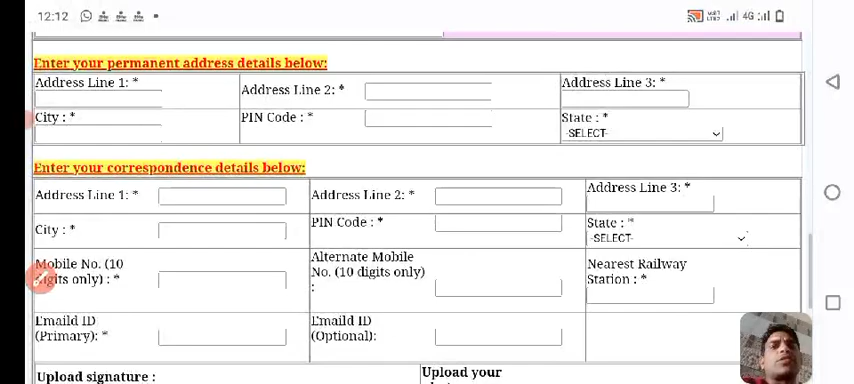 12:12
4G
Enter your permanent address details below:
Address Line 1: *
Address Line 2: *
Address Line 3: *
City : *
PIN Code : *
State : *
-SELECT-
Enter your correspondence details below:
Address Line 1: *
Address Line 2: *
Address Line 3: *
City : *
PIN Code : *
State : *
-SELECT-
Mobile No. (10
digits only) : *
Alternate Mobile
No. (10 digits only)
:
Nearest Railway
Station : *
Emaild ID
(Primary): *
Emaild ID
(Optional):
Upload signature :
Upload your